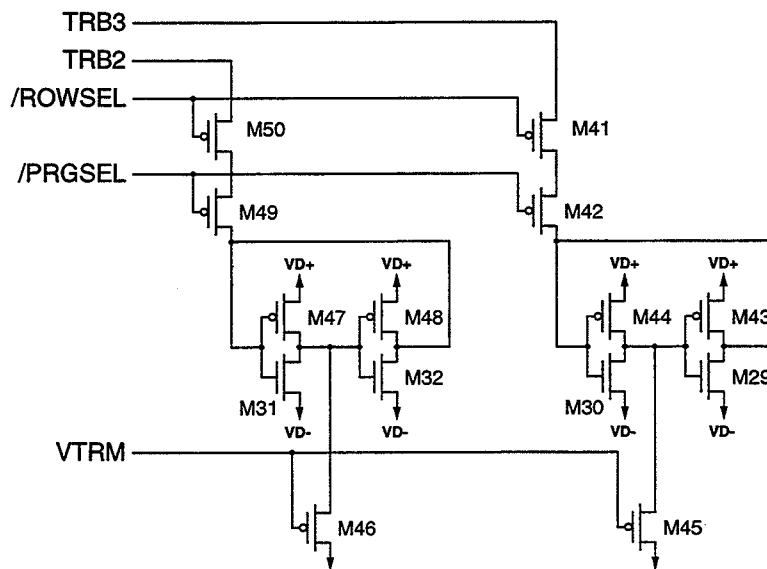 TRB3
TRB2
/ROWSEL
M50
M41
/PRGSEL
M49
M42
VD+
VD+
VD+
VD+
M47
M48
M44
M43
M31
M32
M30
M29
VD-
VD-
VD-
VD-
VTRM
M46
M45